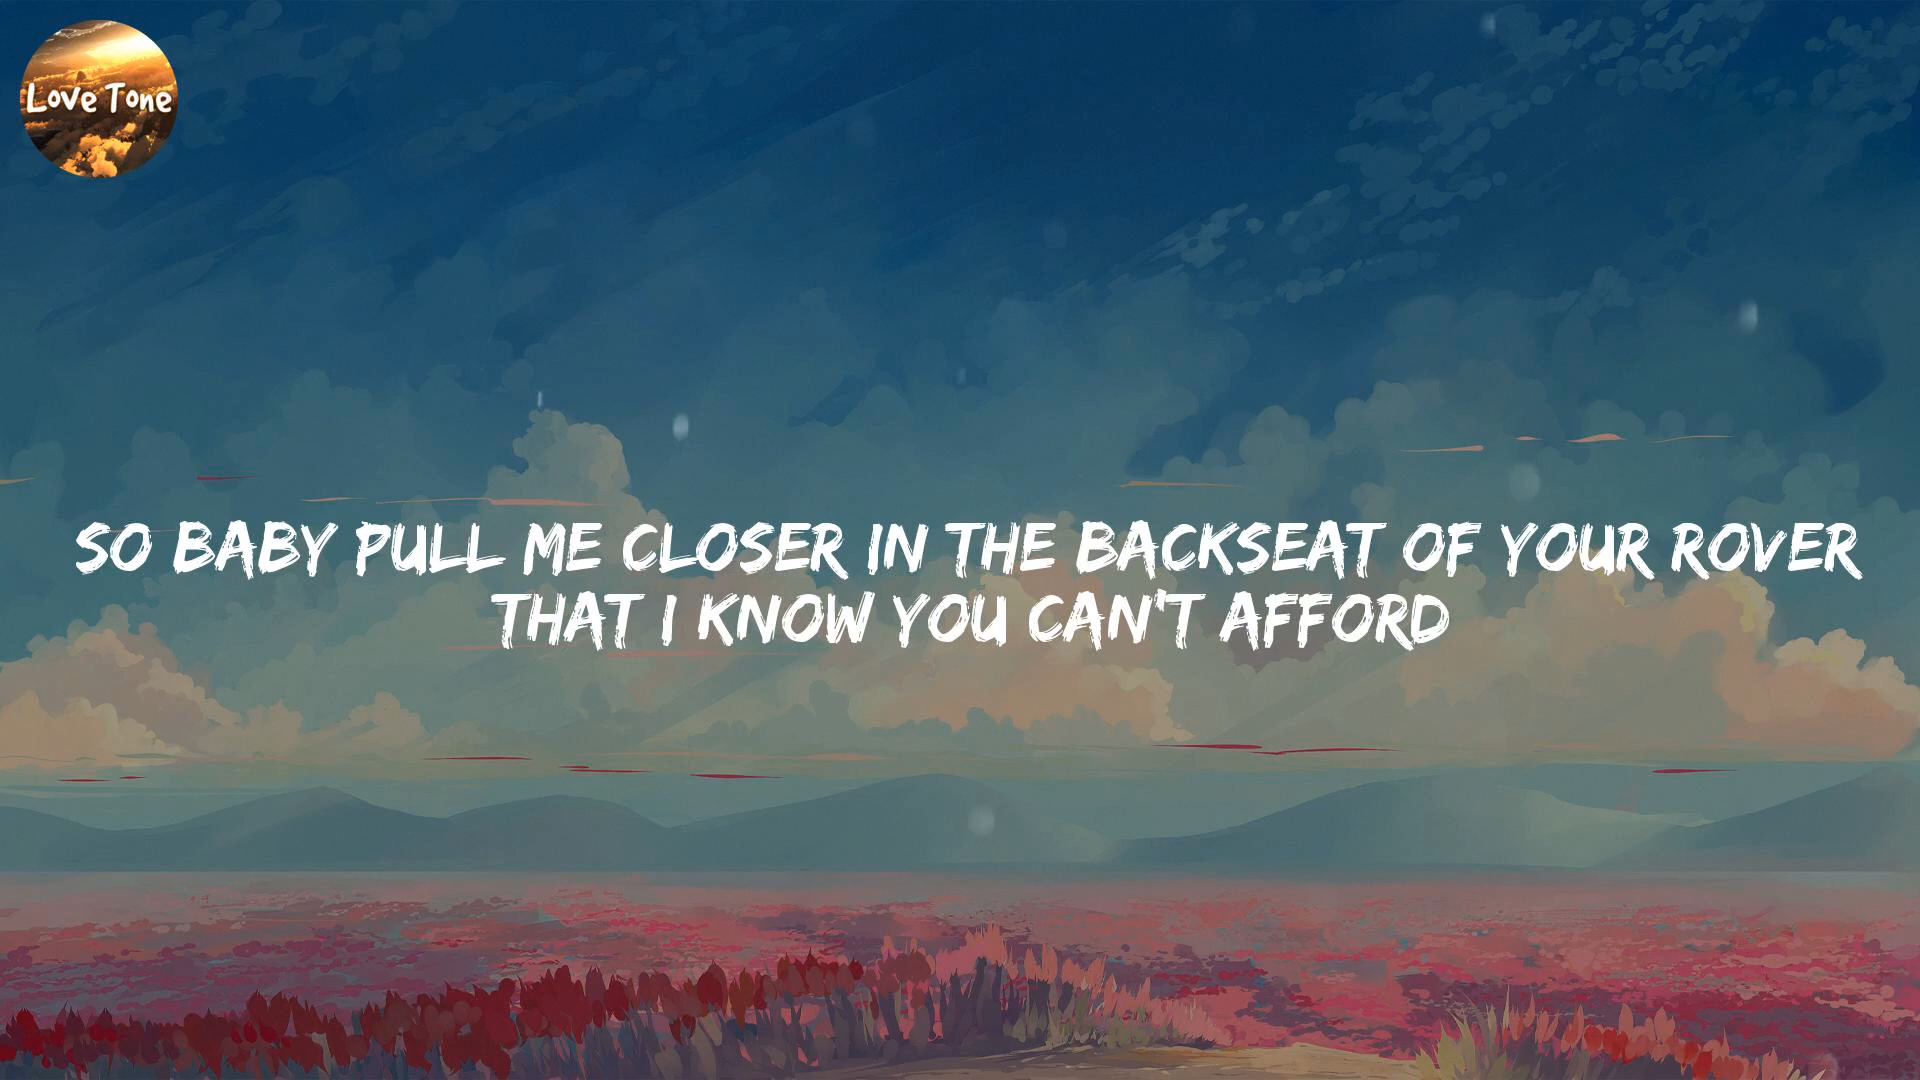 Love Tone
SO BABY PULL ME CLOSER IN THE BACKSEAT OF YOUR ROVER
THAT I KNOW YOU CAN'T AFFORD